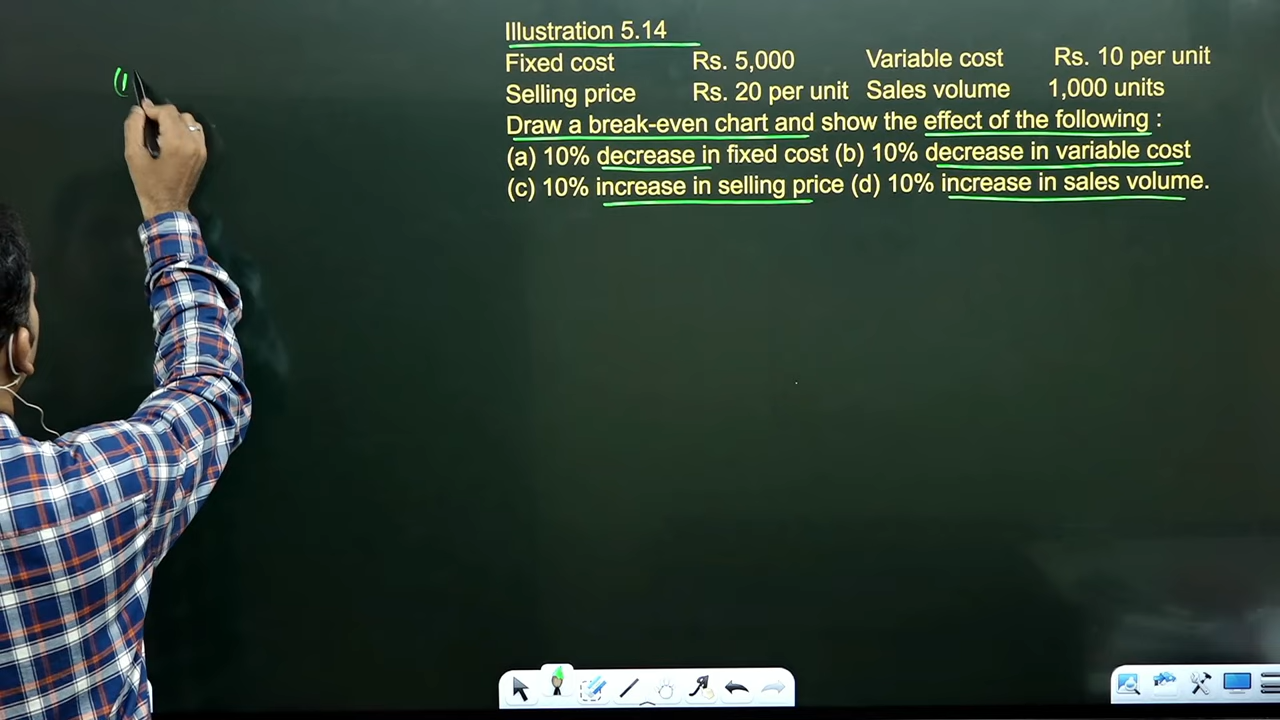 Illustration 5.14
Fixed cost Rs. 5,000 Variable cost Rs. 10 per unit
Selling price Rs. 20 per unit Sales volume 1,000 units
Draw a break-even chart and show the effect of the following :
(a) 10% decrease in fixed cost (b) 10% decrease in variable cost
(c) 10% increase in selling price (d) 10% increase in sales volume.
(1